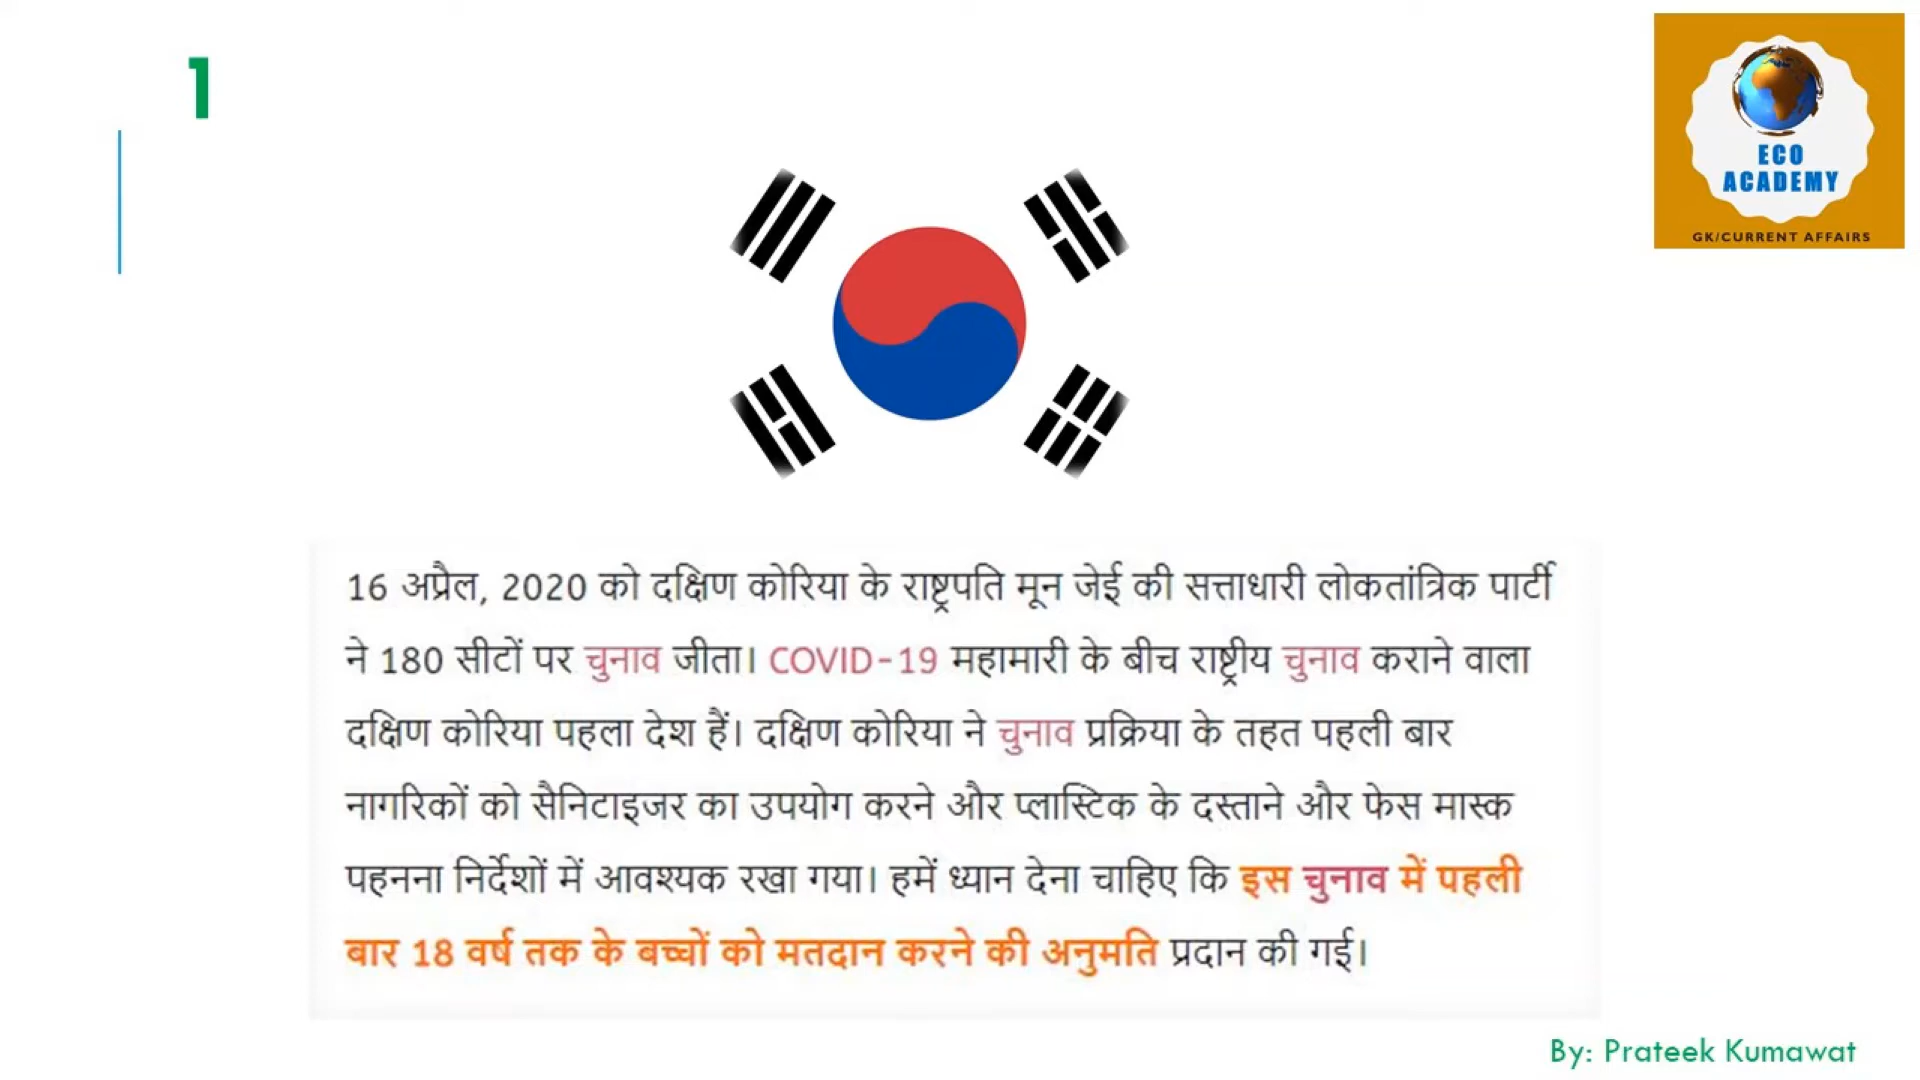 1
ECO
ACADEMY
GK/CURRENT AFFAIRS
16 अप्रैल, 2020 को दक्षिण कोरिया के राष्ट्रपति मून जेई की सत्ताधारी लोकतांत्रिक पार्टी
ने 180 सीटों पर चुनाव जीता। COVID-19 महामारी के बीच राष्ट्रीय चुनाव कराने वाला
दक्षिण कोरिया पहला देश हैं। दक्षिण कोरिया ने चुनाव प्रक्रिया के तहत पहली बार
नागरिकों को सैनिटाइजर का उपयोग करने और प्लास्टिक के दस्ताने और फेस मास्क
पहनना निर्देशों में आवश्यक रखा गया। हमें ध्यान देना चाहिए कि इस चुनाव में पहली
बार 18 वर्ष तक के बच्चों को मतदान करने की अनुमति प्रदान की गई।
By: Prateek Kumawat